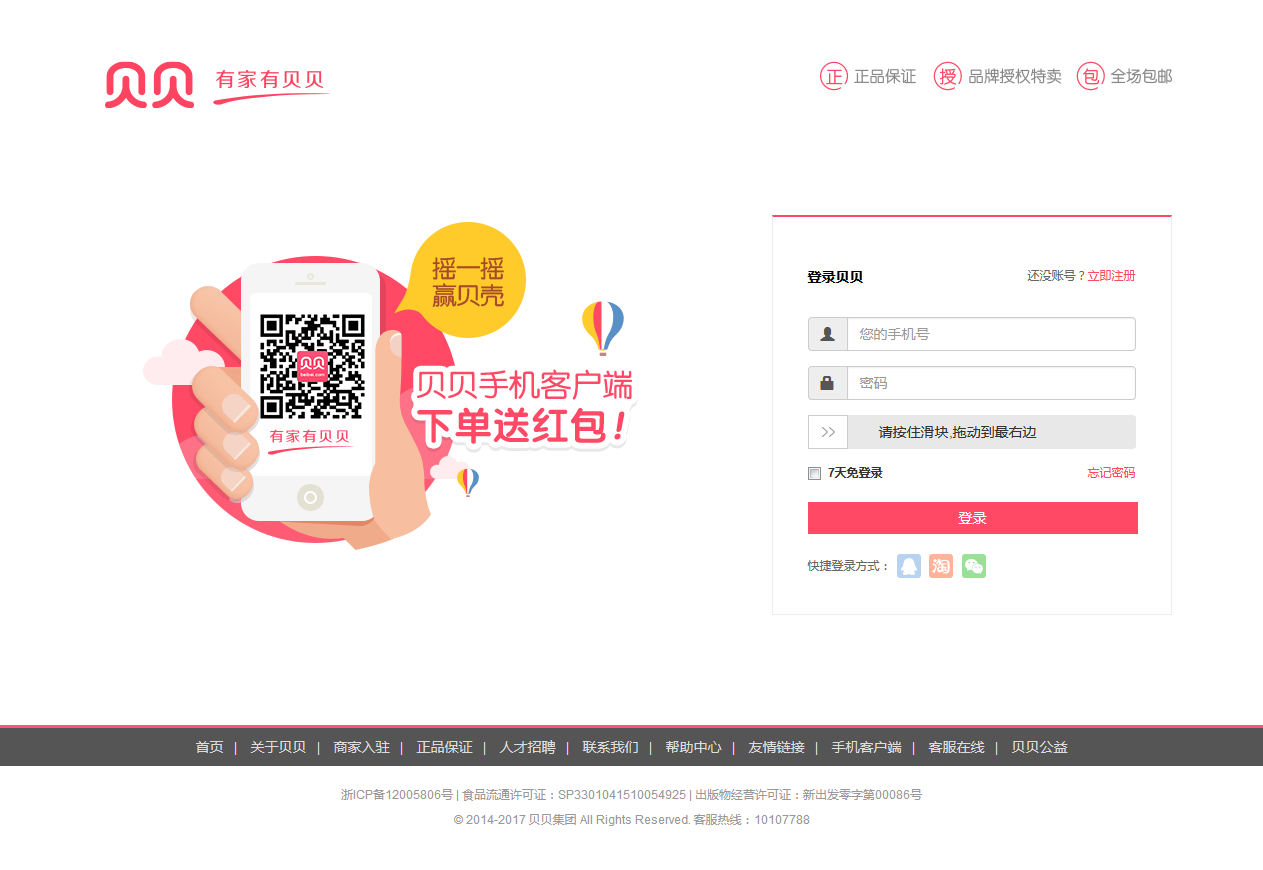 贝贝 有家有贝贝
正 正品保证 授 品牌授权特卖 包 全场包邮
摇一摇
赢贝壳
贝贝手机客户端
下单送红包！
贝贝
beibei.com
有家有贝贝
登录贝贝 还没账号？立即注册
您的手机号
密码
>> 请按住滑块,拖动到最右边
7天免登录 忘记密码
登录
快捷登录方式： 淘
首页 | 关于贝贝 | 商家入驻 | 正品保证 | 人才招聘 | 联系我们 | 帮助中心 | 友情链接 | 手机客户端 | 客服在线 | 贝贝公益
浙ICP备12005806号 | 食品流通许可证：SP3301041510054925 | 出版物经营许可证：新出发零字第00086号
© 2014-2017 贝贝集团 All Rights Reserved. 客服热线：10107788